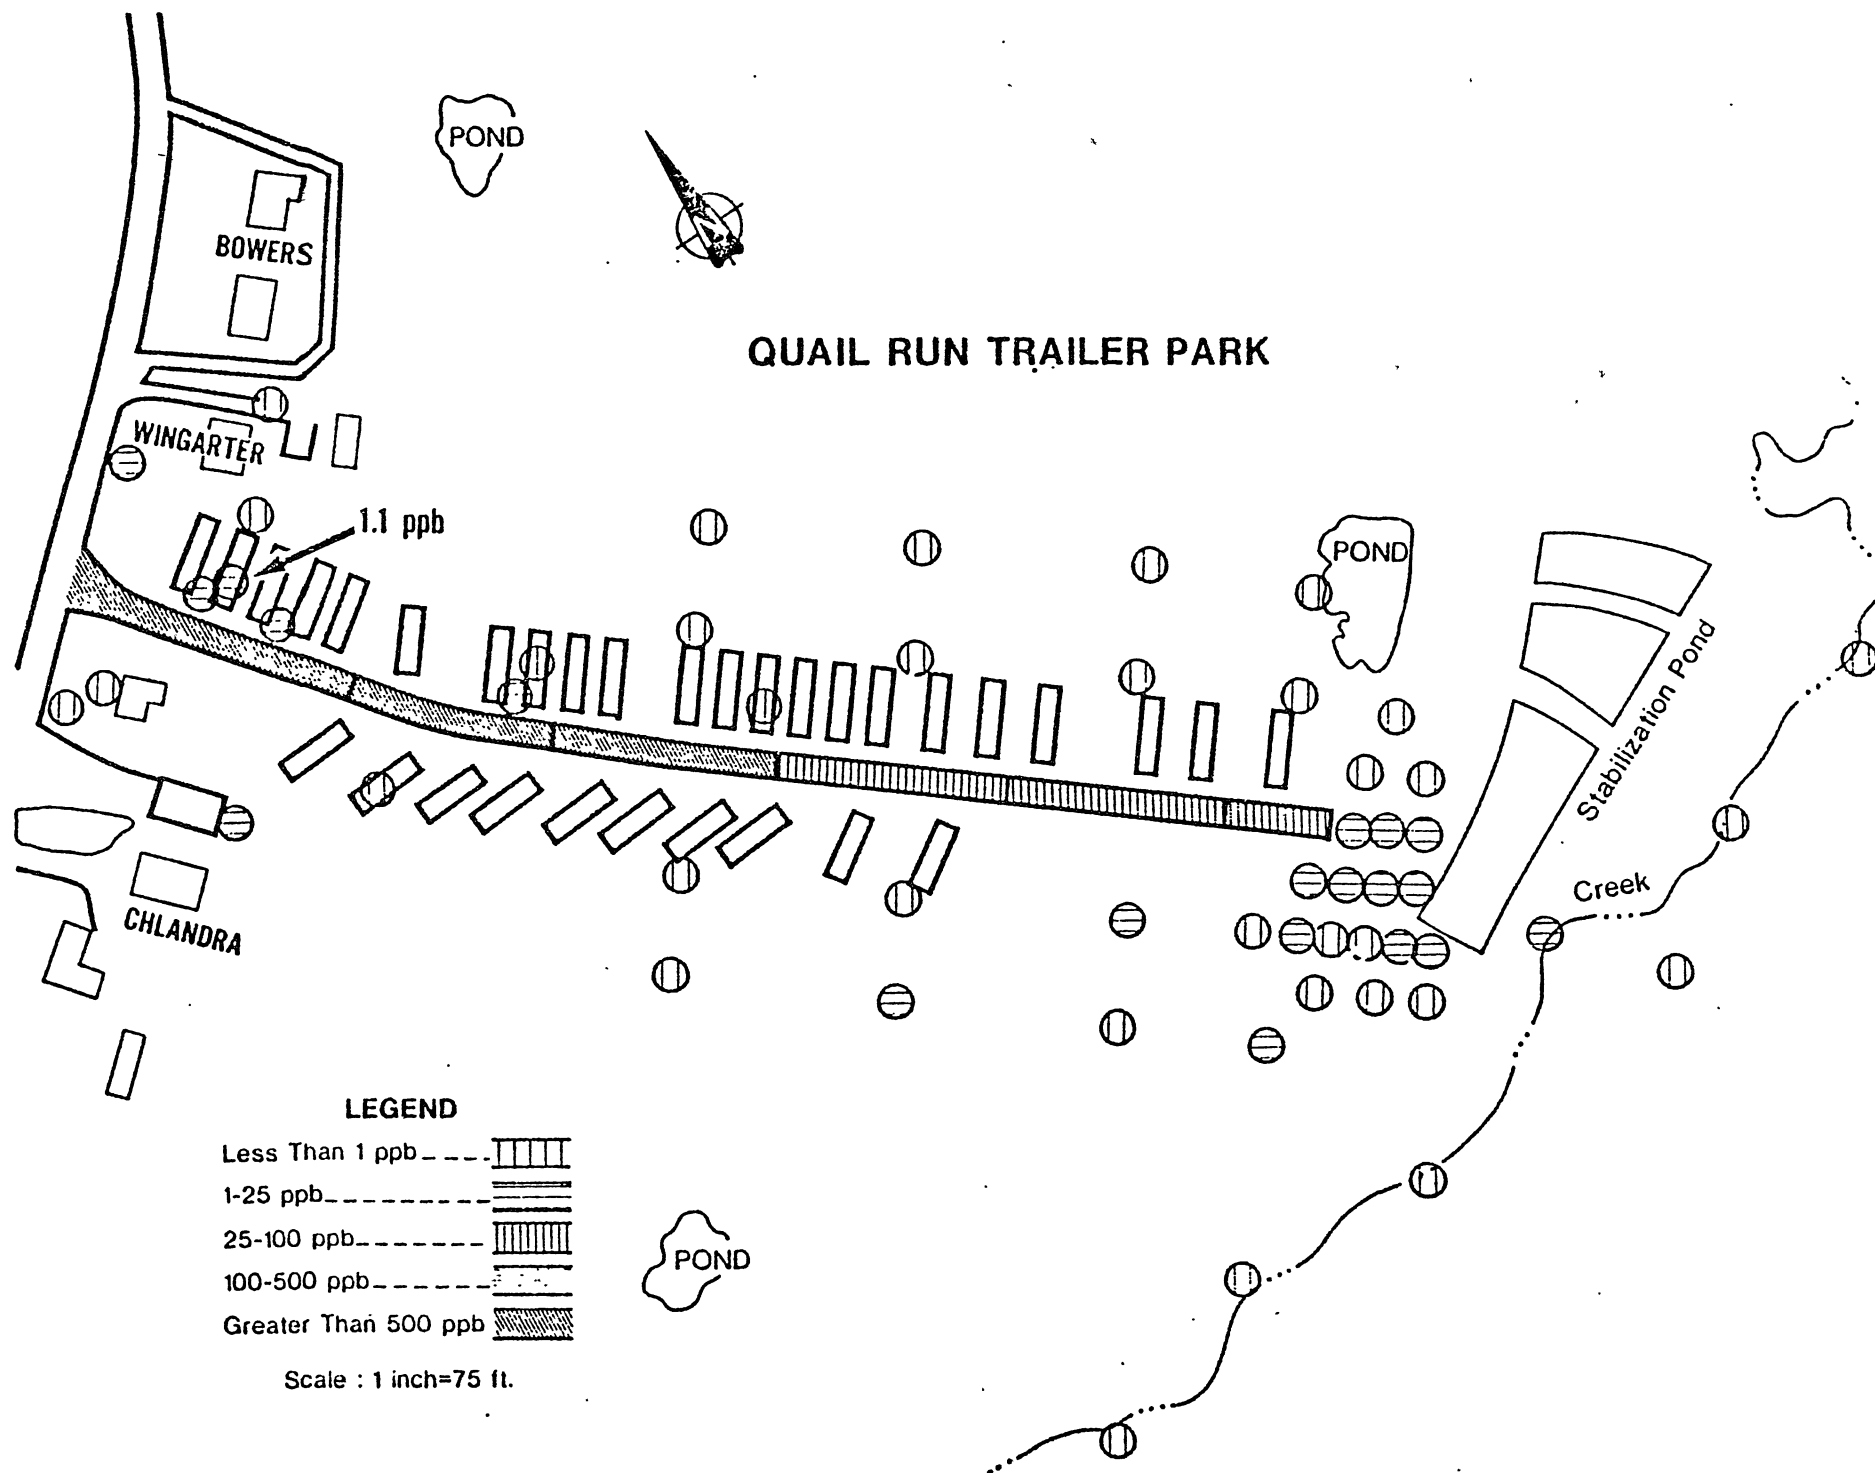 POND
BOWERS
QUAIL RUN TRAILER PARK
WINGARTER
1.1 ppb
POND
Stabilization Pond
Creek
CHLANDRA
LEGEND
Less Than 1 ppb
1-25 ppb
25-100 ppb
100-500 ppb
Greater Than 500 ppb
POND
Scale : 1 inch=75 ft.